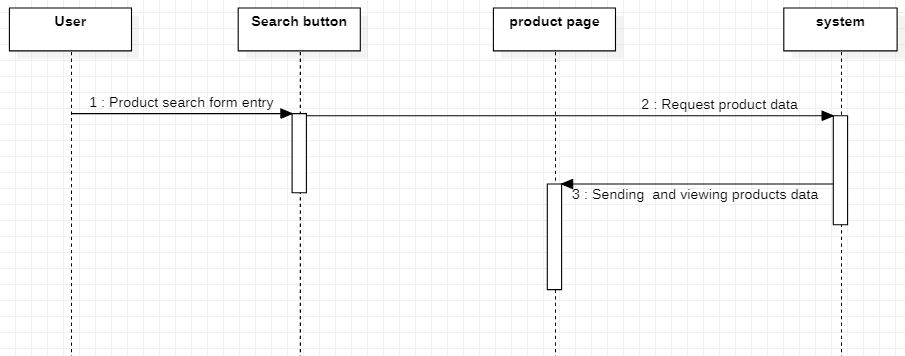 User
Search button
product page
system
1 : Product search form entry
2 : Request product data
3 : Sending  and viewing products data